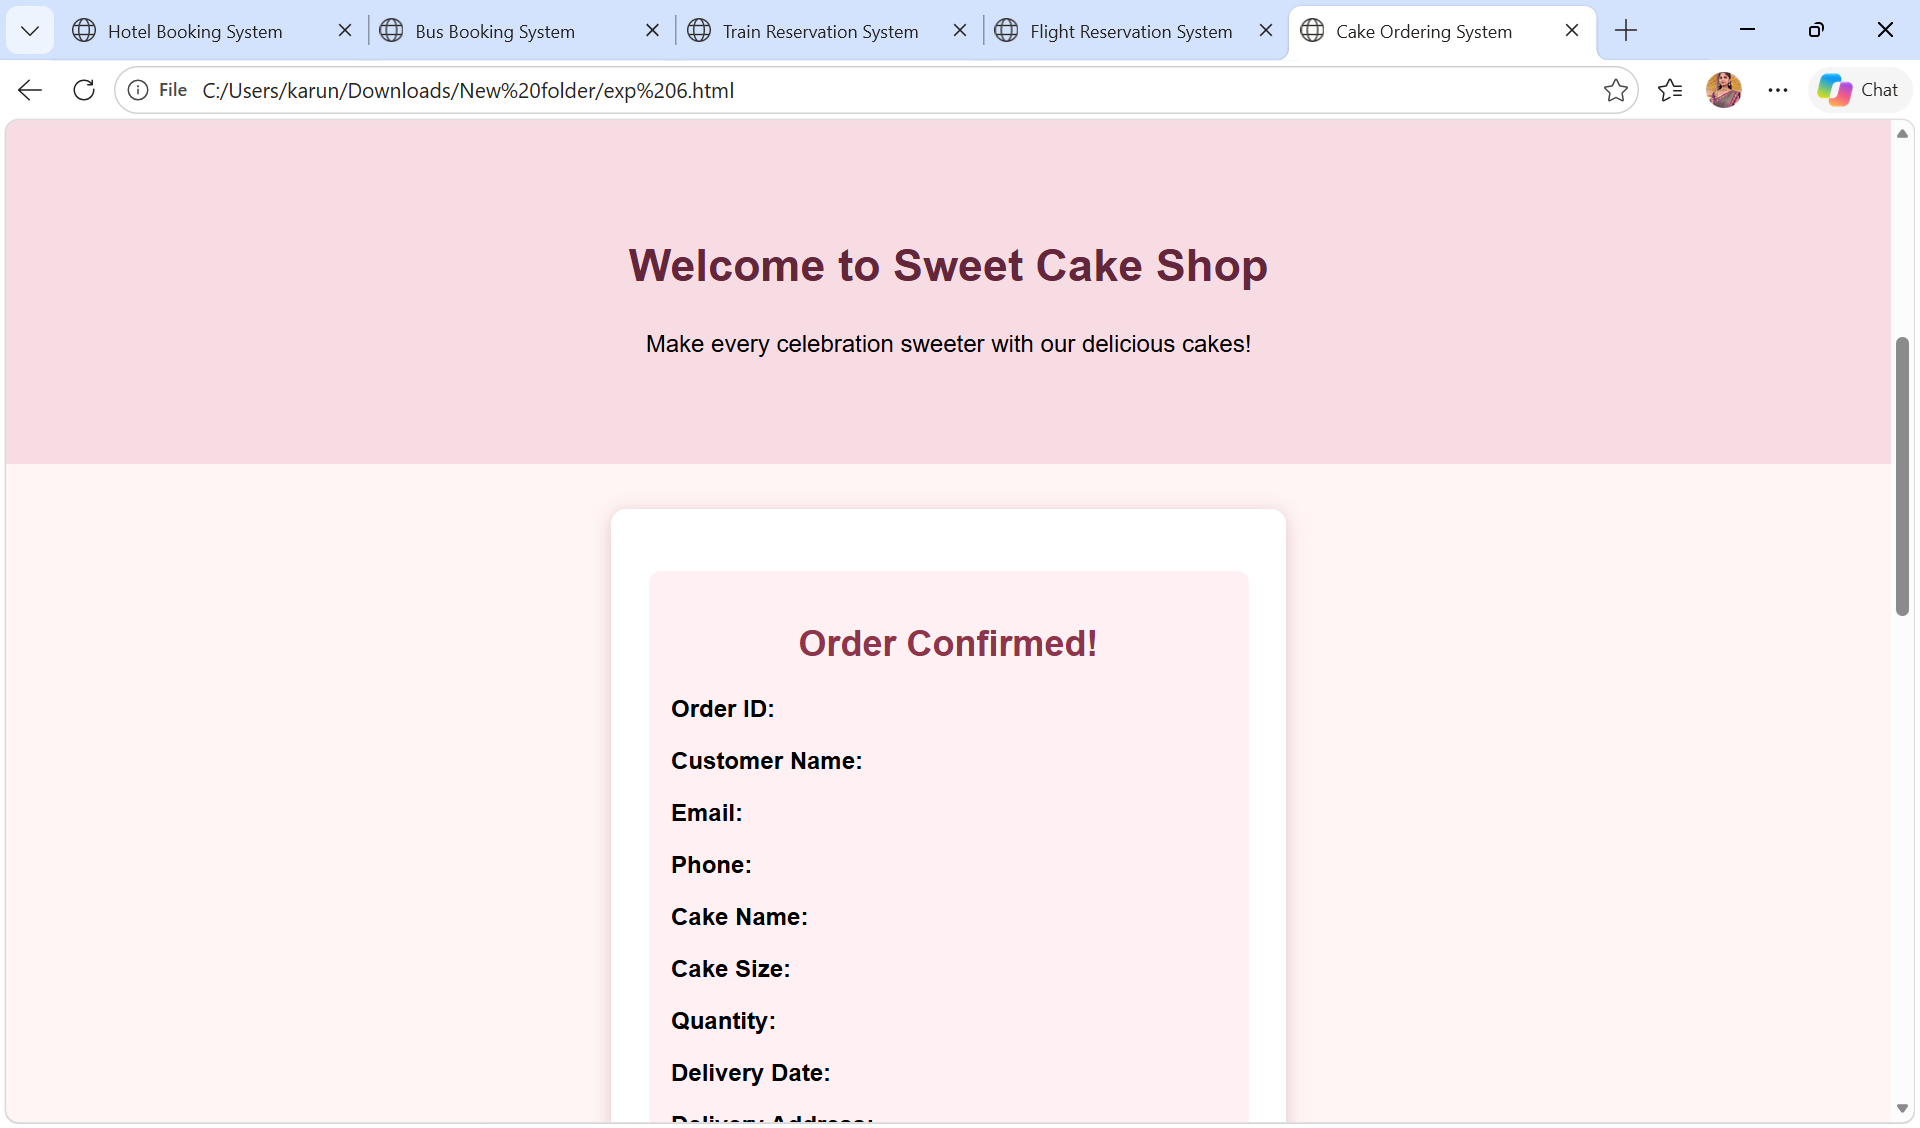 Hotel Booking System
Bus Booking System
Train Reservation System
Flight Reservation System
Cake Ordering System
File C:/Users/karun/Downloads/New%20folder/exp%206.html
Chat
Welcome to Sweet Cake Shop
Make every celebration sweeter with our delicious cakes!
Order Confirmed!
Order ID:
Customer Name:
Email:
Phone:
Cake Name:
Cake Size:
Quantity:
Delivery Date:
Delivery Address: